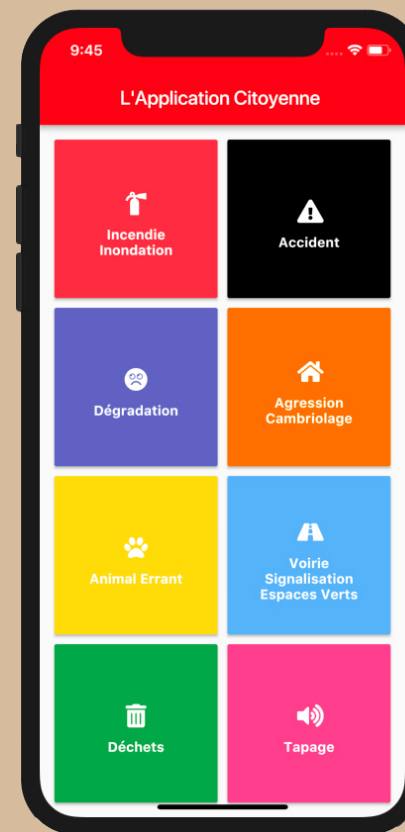 9:45
L'Application Citoyenne
Incendie
Inondation
Accident
Dégradation
Agression
Cambriolage
Animal Errant
Voirie
Signalisation
Espaces Verts
Déchets
Tapage